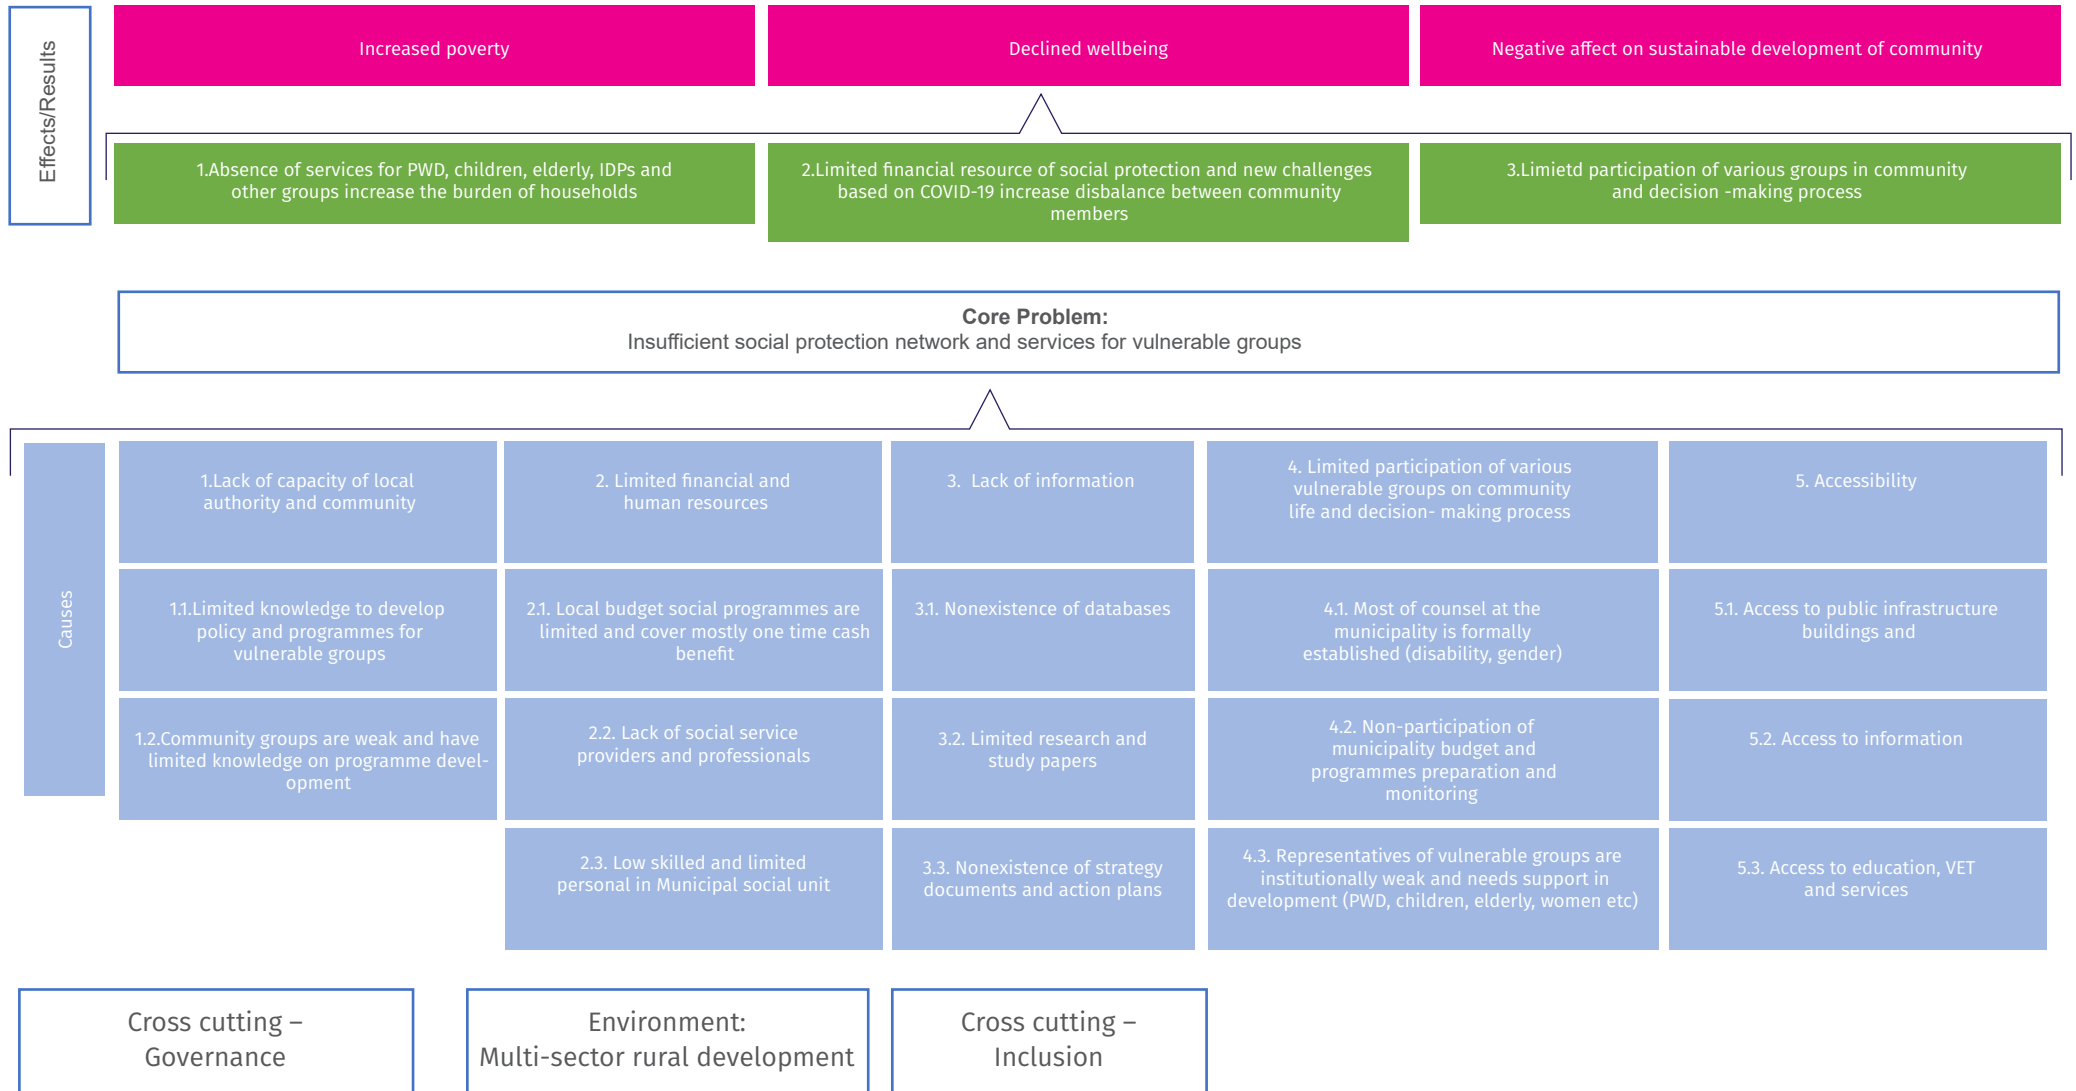 Effects/Results
Increased poverty
Declined wellbeing
Negative affect on sustainable development of community
1.Absence of services for PWD, children, elderly, IDPs and
other groups increase the burden of households
2.Limited financial resource of social protection and new challenges
based on COVID-19 increase disbalance between community
members
3.Limietd participation of various groups in community
and decision -making process
Core Problem:
Insufficient social protection network and services for vulnerable groups
Causes
1.Lack of capacity of local
authority and community
2. Limited financial and
human resources
3. Lack of information
4. Limited participation of various
vulnerable groups on community
life and decision- making process
5. Accessibility
1.1.Limited knowledge to develop
policy and programmes for
vulnerable groups
2.1. Local budget social programmes are
limited and cover mostly one time cash
benefit
3.1. Nonexistence of databases
4.1. Most of counsel at the
municipality is formally
established (disability, gender)
5.1. Access to public infrastructure
buildings and
1.2.Community groups are weak and have
limited knowledge on programme devel-
opment
2.2. Lack of social service
providers and professionals
3.2. Limited research and
study papers
4.2. Non-participation of
municipality budget and
programmes preparation and
monitoring
5.2. Access to information
2.3. Low skilled and limited
personal in Municipal social unit
3.3. Nonexistence of strategy
documents and action plans
4.3. Representatives of vulnerable groups are
institutionally weak and needs support in
development (PWD, children, elderly, women etc)
5.3. Access to education, VET
and services
Cross cutting –
Governance
Environment:
Multi-sector rural development
Cross cutting –
Inclusion